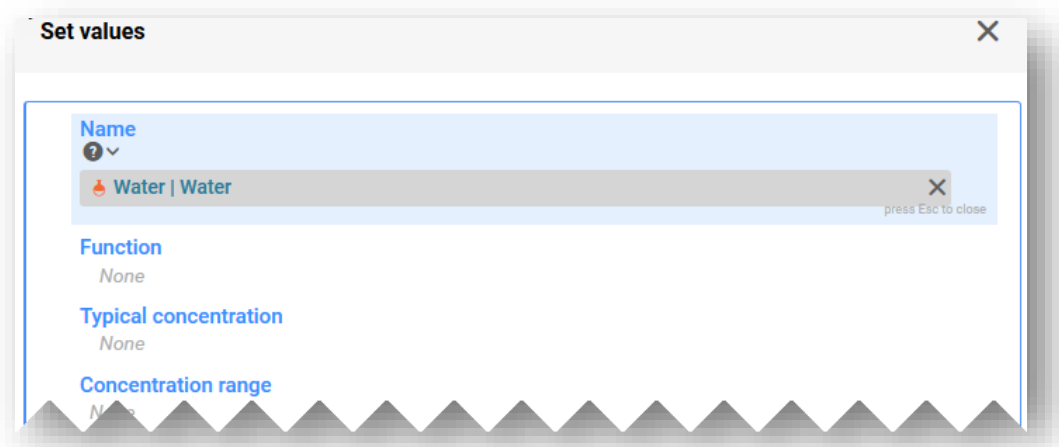 Set values
Name
Water | Water
press Esc to close
Function
None
Typical concentration
None
Concentration range